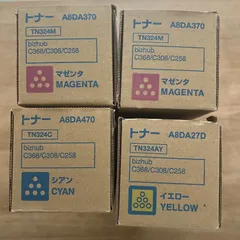 トナー A8DA370
TN324M
bizhub
C368/C308/C258
マゼンタ
MAGENTA
トナー A8DA370
TN324M
bizhub
C368/C308/C258
マゼンタ
MAGENTA
トナー A8DA470
TN324C
bizhub
C368/C308/C258
シアン
CYAN
トナー A8DA27D
TN324AY
bizhub
C368/C308/C258
イエロー
YELLOW